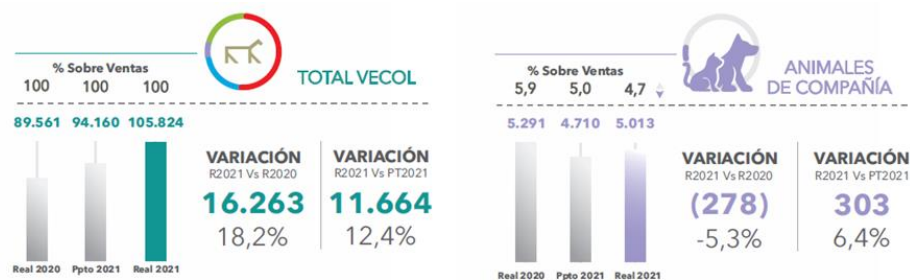 % Sobre Ventas
100 100 100
TOTAL VECOL
89.561 94.160 105.824
VARIACIÓN
R2021 Vs R2020
16.263
18,2%
VARIACIÓN
R2021 Vs PT2021
11.664
12,4%
Real 2020 Ppto 2021 Real 2021
% Sobre Ventas
5,9 5,0 4,7
ANIMALES
DE COMPAÑÍA
5.291 4.710 5.013
VARIACIÓN
R2021 Vs R2020
(278)
-5,3%
VARIACIÓN
R2021 Vs PT2021
303
6,4%
Real 2020 Ppto 2021 Real 2021